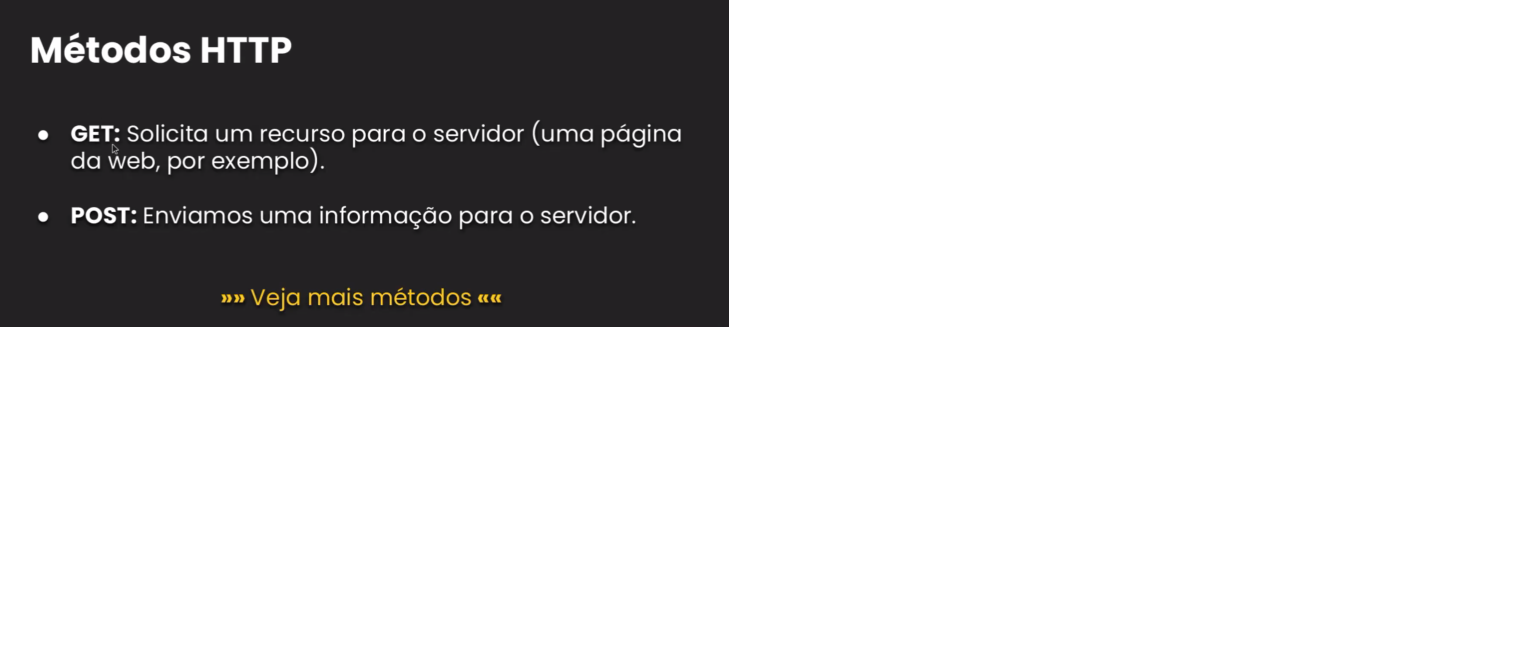 Métodos HTTP
● GET: Solicita um recurso para o servidor (uma página
da web, por exemplo).
● POST: Enviamos uma informação para o servidor.
»» Veja mais métodos ««